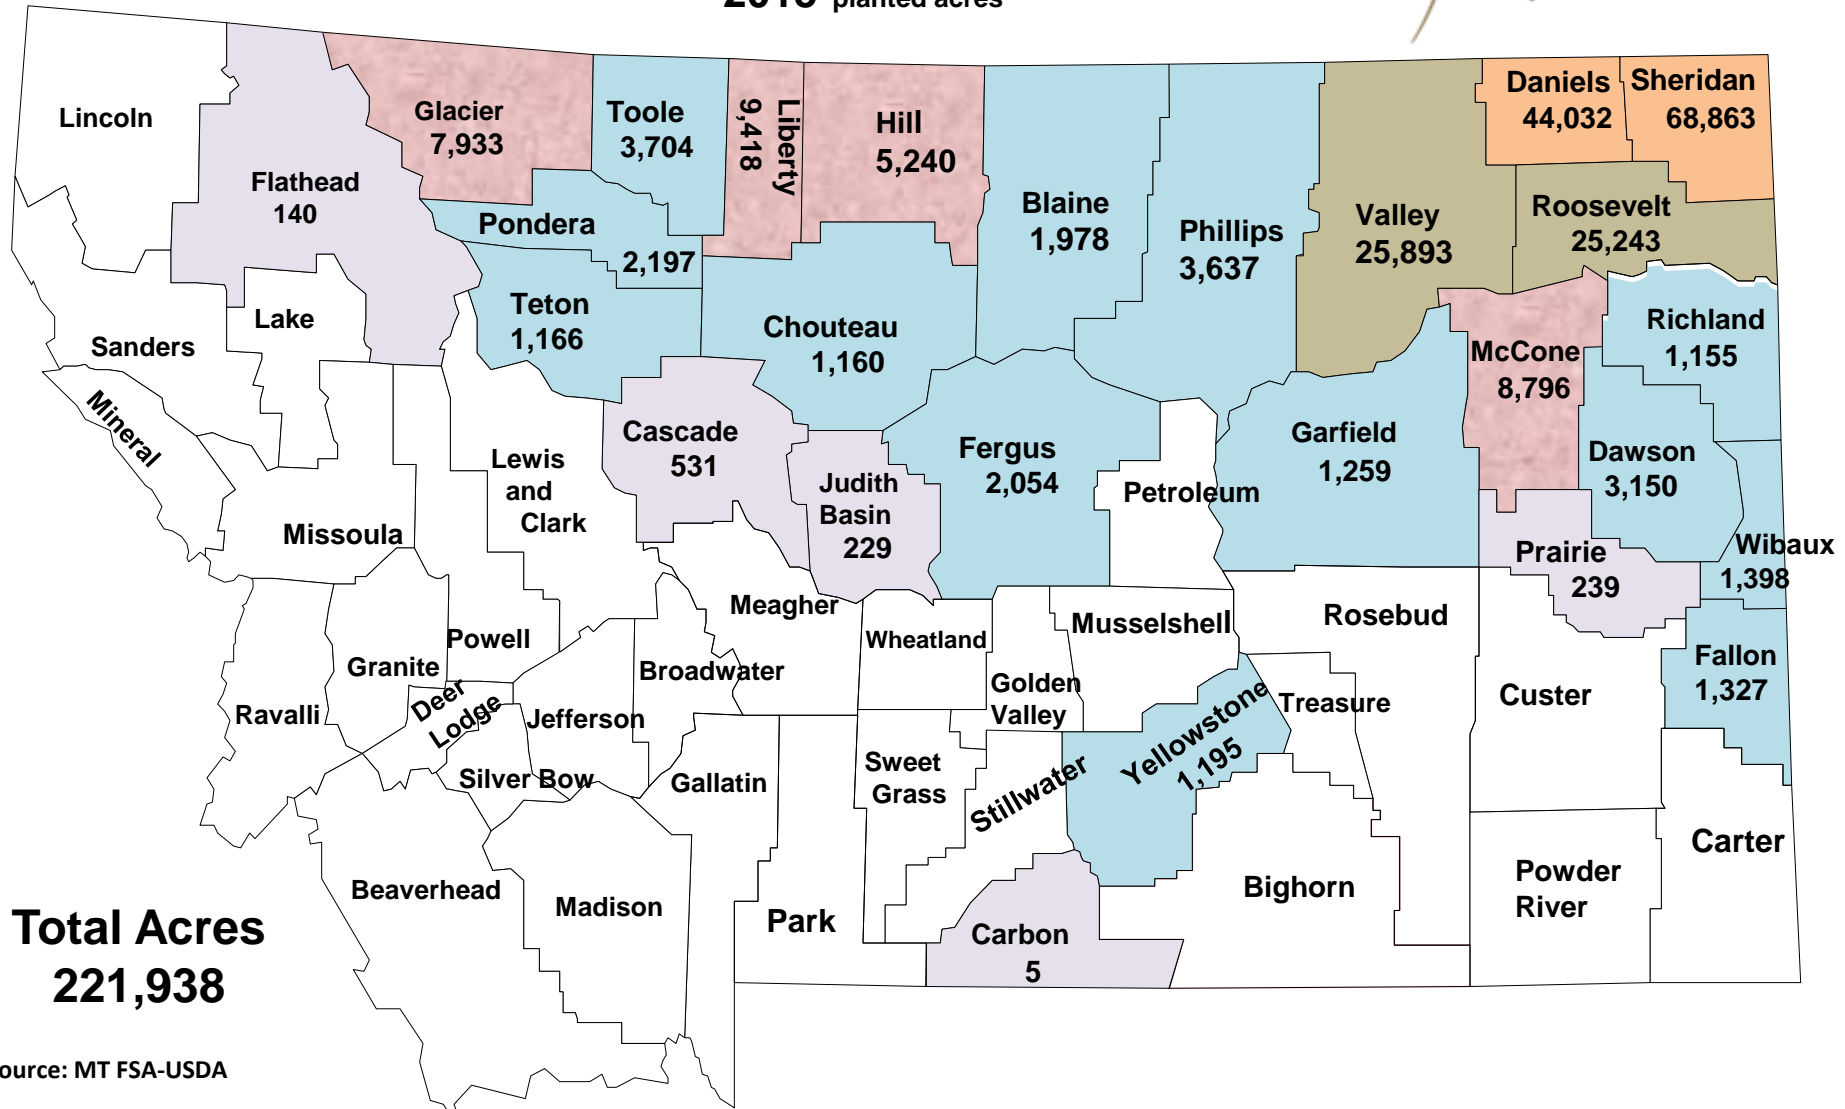 planted acres
Lincoln
Flathead
140
Glacier
7,933
Toole
3,704
Liberty
9,418
Hill
5,240
Blaine
1,978
Phillips
3,637
Valley
25,893
Daniels
44,032
Sheridan
68,863
Roosevelt
25,243
Pondera
2,197
Teton
1,166
Chouteau
1,160
Lake
Sanders
Mineral
Richland
1,155
McCone
8,796
Garfield
1,259
Dawson
3,150
Cascade
531
Judith
Basin
229
Fergus
2,054
Petroleum
Lewis
and
Clark
Missoula
Prairie
239
Wibaux
1,398
Meagher
Wheatland
Musselshell
Rosebud
Powell
Granite
Broadwater
Golden
Valley
Fallon
1,327
Custer
Treasure
Yellowstone
1,195
Deer
Lodge
Ravalli
Jefferson
Silver Bow
Gallatin
Sweet
Grass
Stillwater
Carter
Powder
River
Bighorn
Beaverhead
Madison
Park
Carbon
5
Total Acres
221,938
ource: MT FSA-USDA